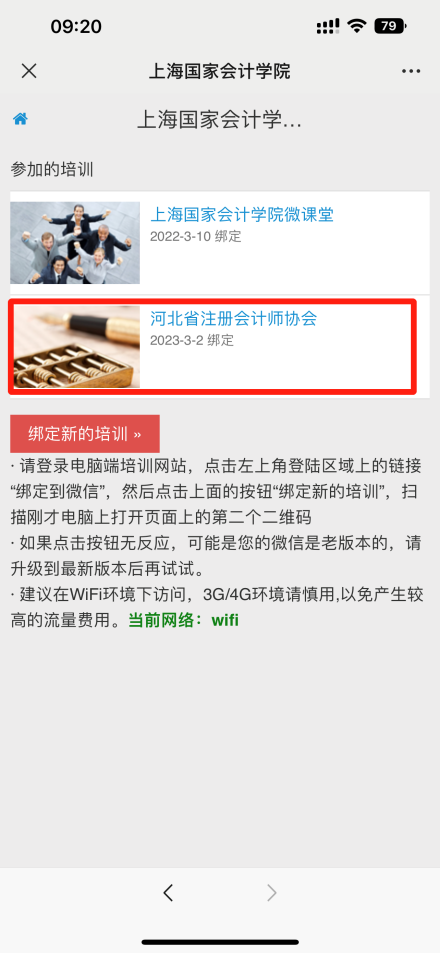 09:20
79
上海国家会计学院
上海国家会计学…
参加的培训
上海国家会计学院微课堂
2022-3-10 绑定
河北省注册会计师协会
2023-3-2 绑定
绑定新的培训 »
· 请登录电脑端培训网站，点击左上角登陆区域上的链接
“绑定到微信”，然后点击上面的按钮“绑定新的培训”，扫
描刚才电脑上打开页面上的第二个二维码
· 如果点击按钮无反应，可能是您的微信是老版本的，请
升级到最新版本后再试试。
· 建议在WiFi环境下访问，3G/4G环境请慎用,以免产生较
高的流量费用。当前网络：wifi